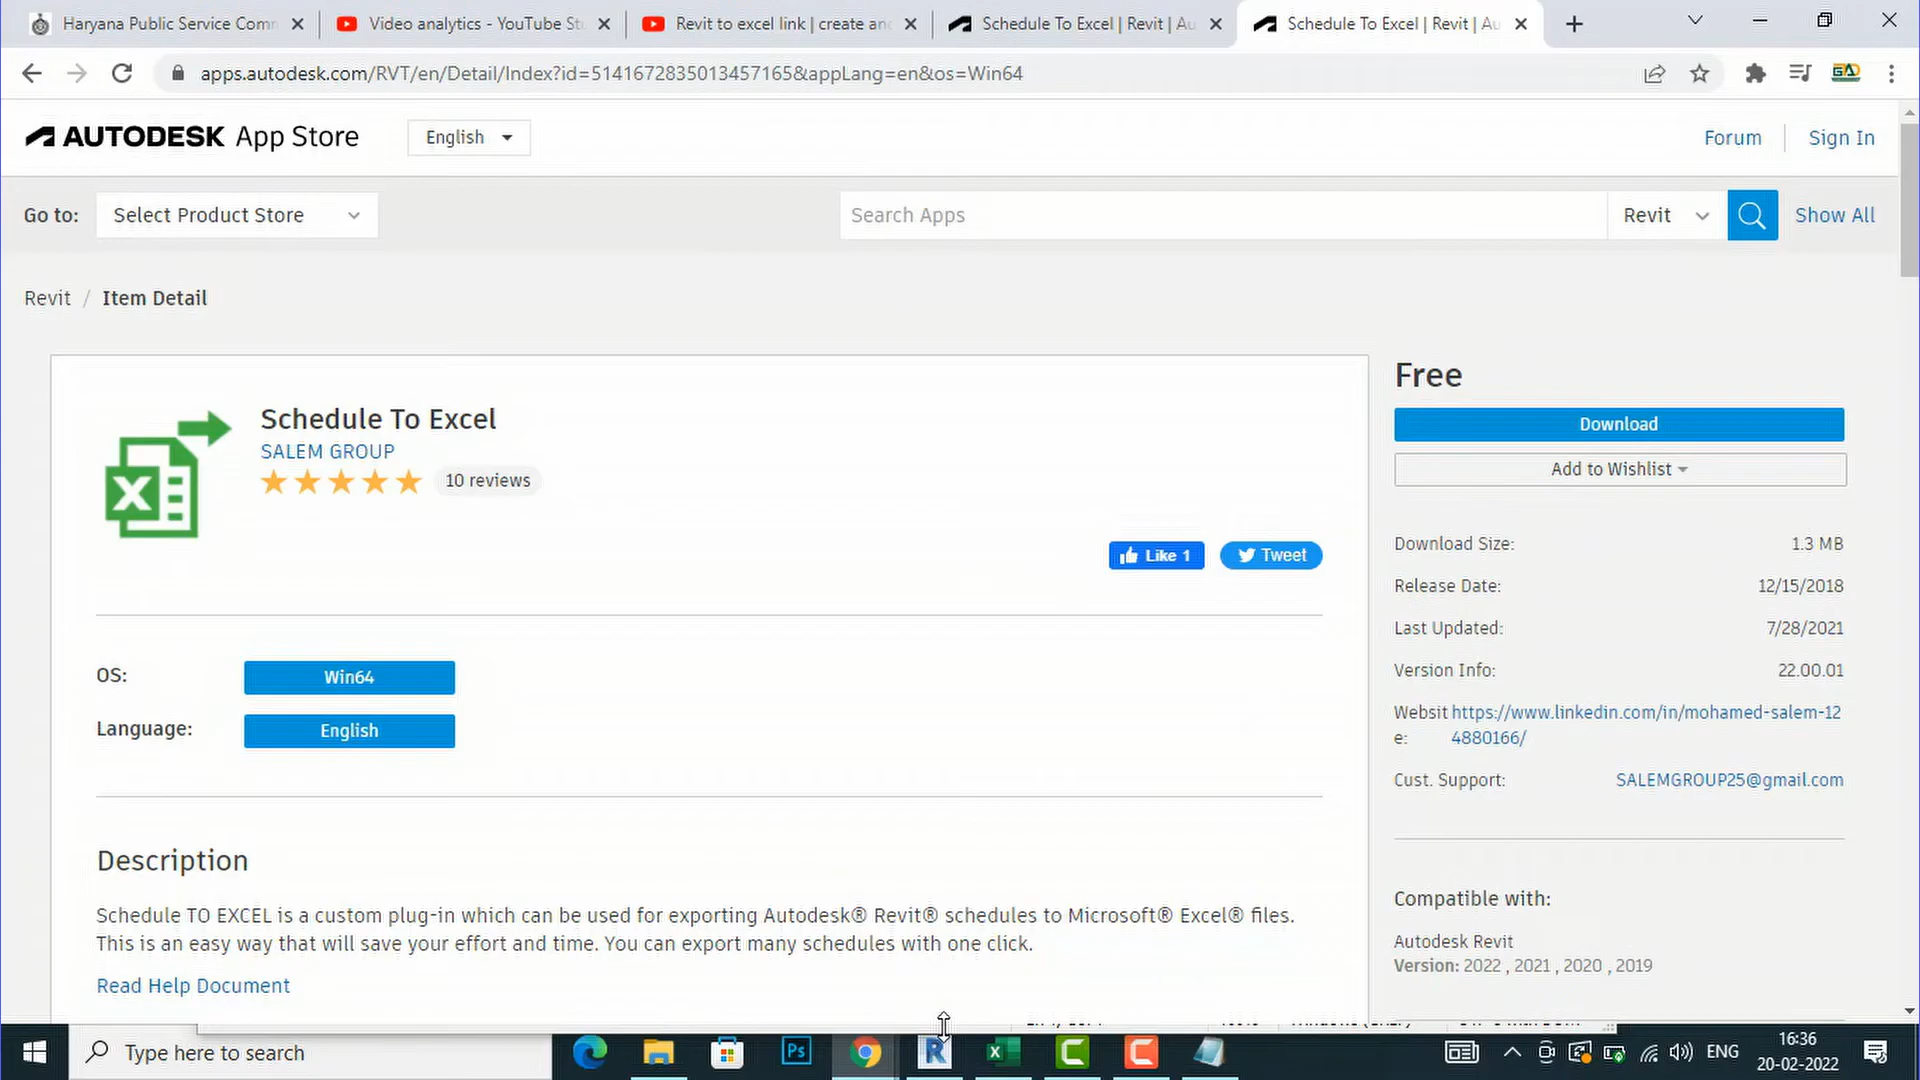 Haryana Public Service Comm
Video analytics - YouTube St
Revit to excel link | create and
Schedule To Excel | Revit | Au
Schedule To Excel | Revit | Au
apps.autodesk.com/RVT/en/Detail/Index?id=5141672835013457165&appLang=en&os=Win64
AUTODESK App Store
English
Forum
Sign In
Go to:
Select Product Store
Search Apps
Revit
Show All
Revit / Item Detail
Schedule To Excel
SALEM GROUP
10 reviews
Like 1
Tweet
OS:
Win64
Language:
English
Description
Schedule TO EXCEL is a custom plug-in which can be used for exporting Autodesk® Revit® schedules to Microsoft® Excel® files.
This is an easy way that will save your effort and time. You can export many schedules with one click.
Read Help Document
Free
Download
Add to Wishlist
Download Size: 1.3 MB
Release Date: 12/15/2018
Last Updated: 7/28/2021
Version Info: 22.00.01
Websit https://www.linkedin.com/in/mohamed-salem-12
e: 4880166/
Cust. Support: SALEMGROUP25@gmail.com
Compatible with:
Autodesk Revit
Version: 2022 , 2021 , 2020 , 2019
Type here to search
Ps
R
ENG
16:36
20-02-2022